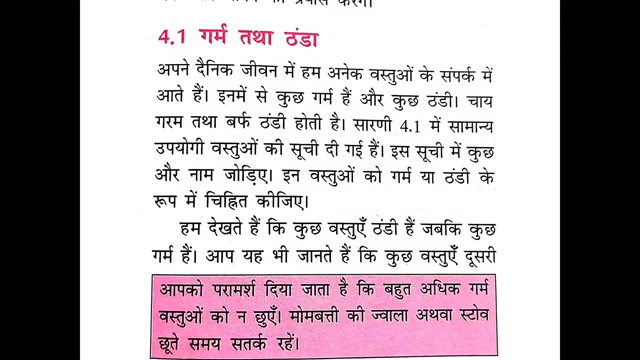 4.1 गर्म तथा ठंडा
अपने दैनिक जीवन में हम अनेक वस्तुओं के संपर्क में
आते हैं। इनमें से कुछ गर्म हैं और कुछ ठंडी। चाय
गरम तथा बर्फ ठंडी होती है। सारणी 4.1 में सामान्य
उपयोगी वस्तुओं की सूची दी गई हैं। इस सूची में कुछ
और नाम जोड़िए। इन वस्तुओं को गर्म या ठंडी के
रूप में चिह्नित कीजिए।
हम देखते हैं कि कुछ वस्तुएँ ठंडी हैं जबकि कुछ
गर्म हैं। आप यह भी जानते हैं कि कुछ वस्तुएँ दूसरी
आपको परामर्श दिया जाता है कि बहुत अधिक गर्म
वस्तुओं को न छुएँ। मोमबत्ती की ज्वाला अथवा स्टोव
छूते समय सतर्क रहें।